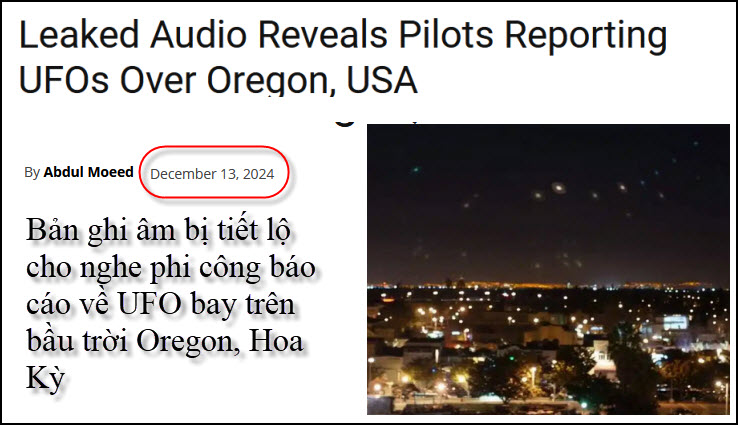 Leaked Audio Reveals Pilots Reporting
UFOs Over Oregon, USA
By Abdul Moeed
December 13, 2024
Bản ghi âm bị tiết lộ
cho nghe phi công báo
cáo về UFO bay trên
bầu trời Oregon, Hoa
Kỳ